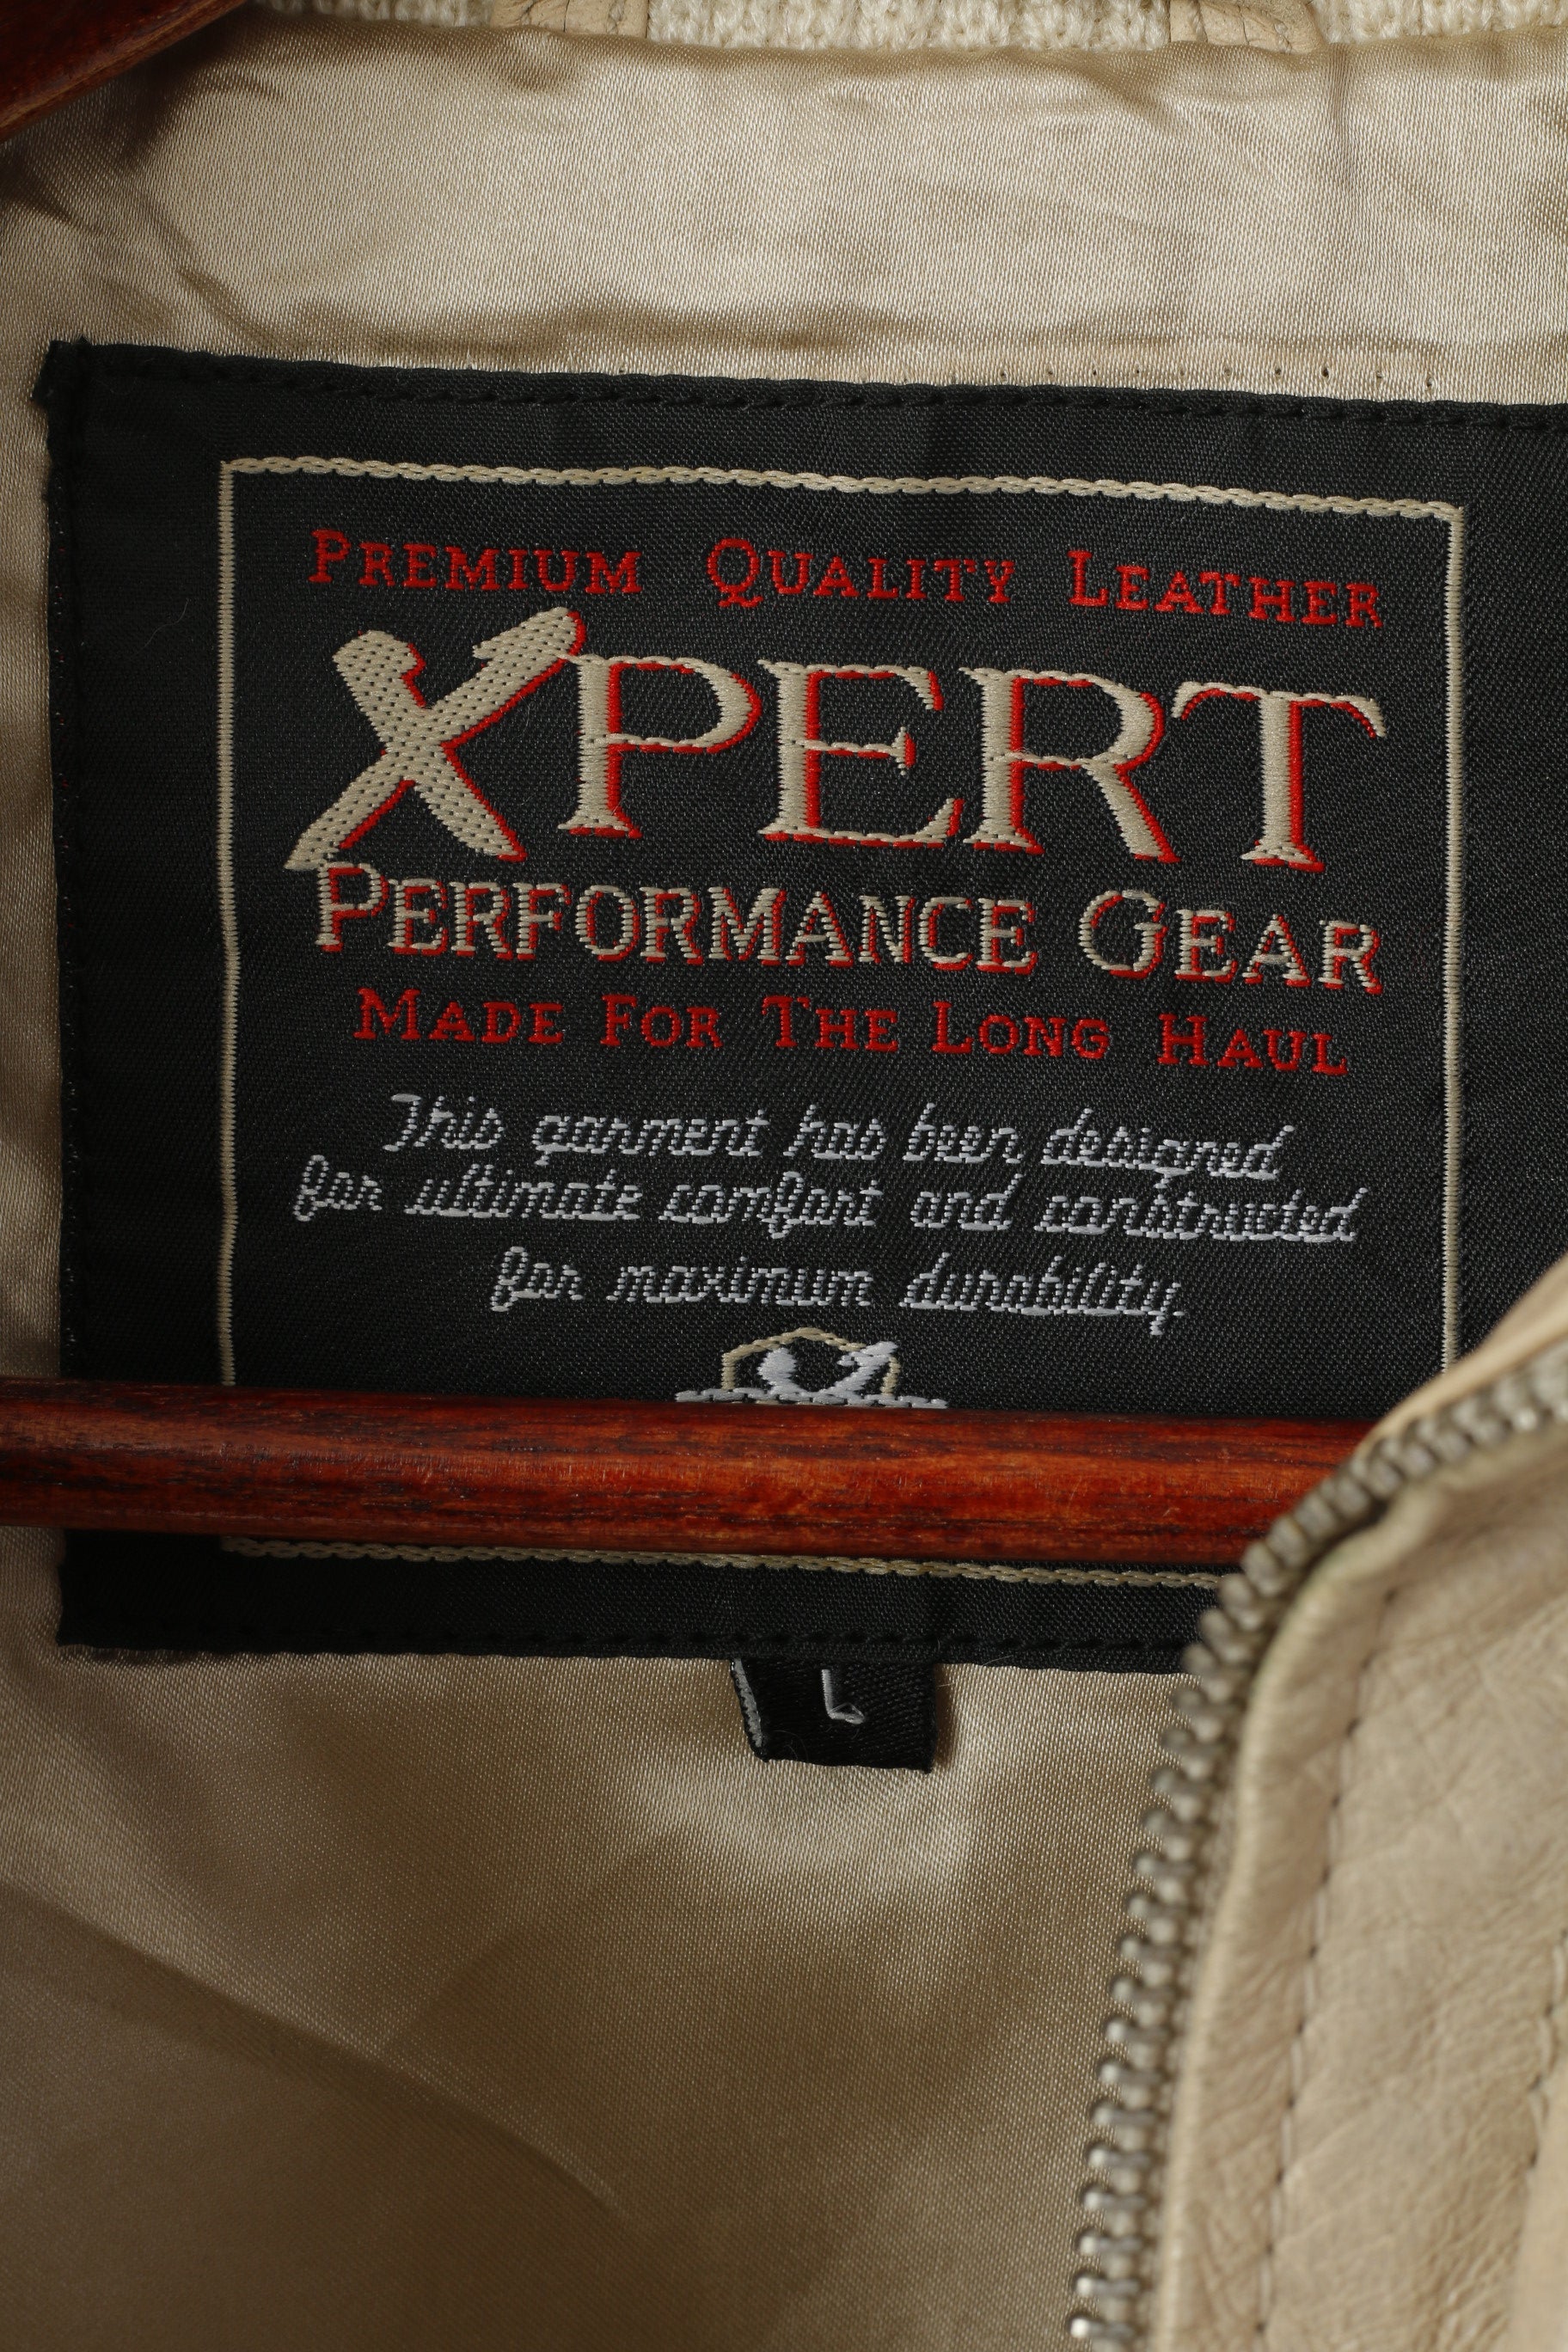 PREMIUM QUALITY LEATHER
XPERT
PERFORMANCE GEAR
MADE FOR THE LONG HAUL
This garment has been designed
for ultimate comfort and constructed
for maximum durability.
L